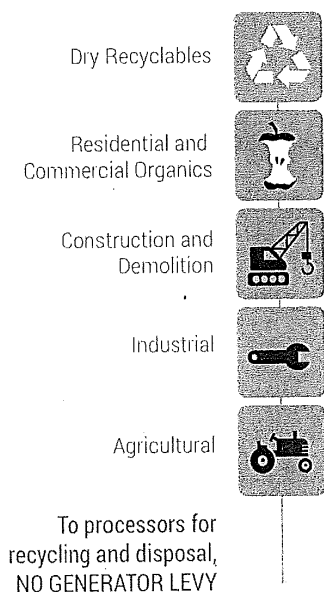 Dry Recyclables
Residential and
Commercial Organics
Construction and
Demolition
Industrial
Agricultural
To processors for
recycling and disposal,
NO GENERATOR LEVY